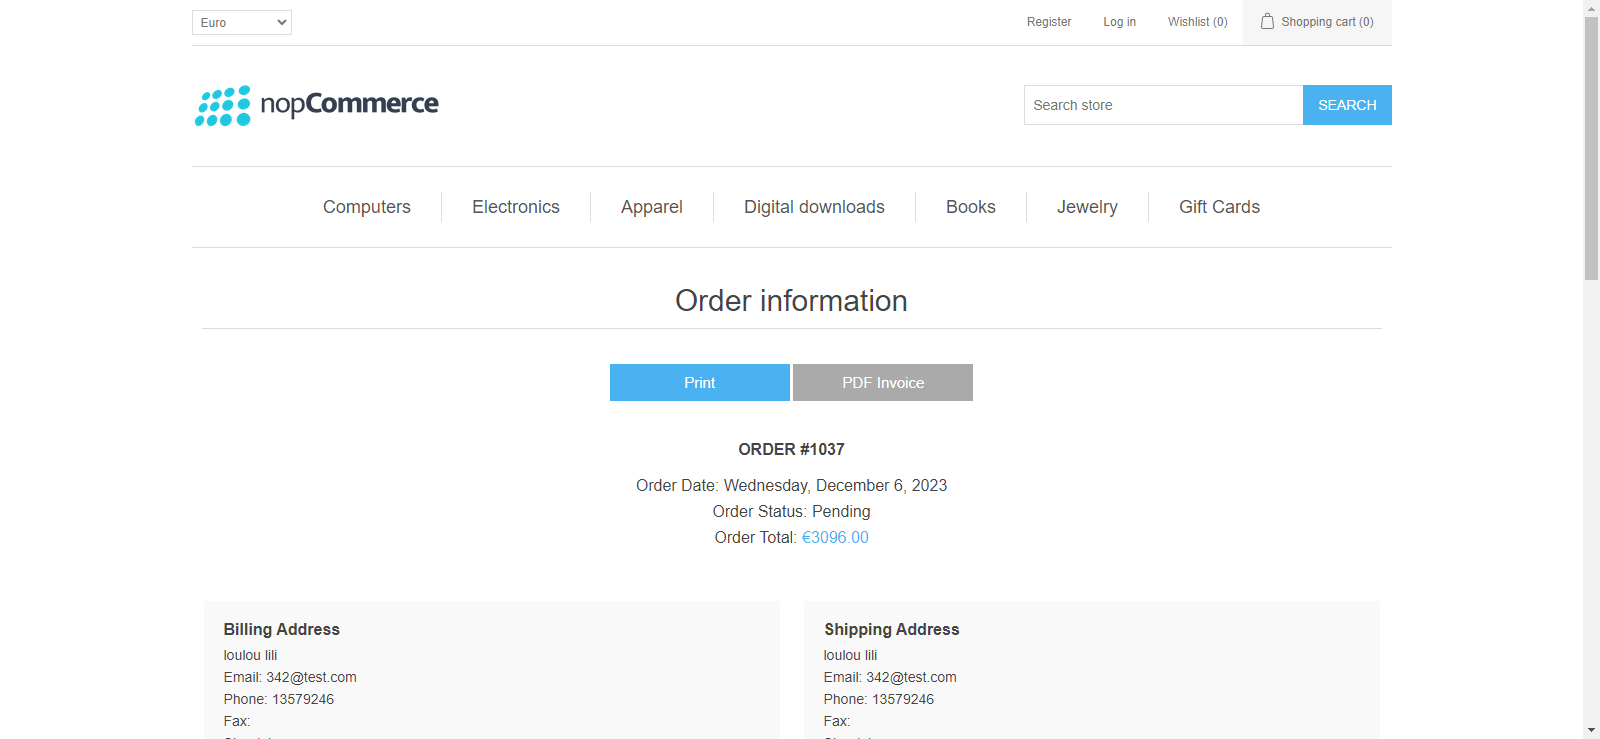 Euro
Register Log in Wishlist (0) Shopping cart (0)
nopCommerce
Search store SEARCH
Computers Electronics Apparel Digital downloads Books Jewelry Gift Cards
Order information
Print PDF Invoice
ORDER #1037
Order Date: Wednesday, December 6, 2023
Order Status: Pending
Order Total: €3096.00
Billing Address
loulou lili
Email: 342@test.com
Phone: 13579246
Fax:
Shipping Address
loulou lili
Email: 342@test.com
Phone: 13579246
Fax: